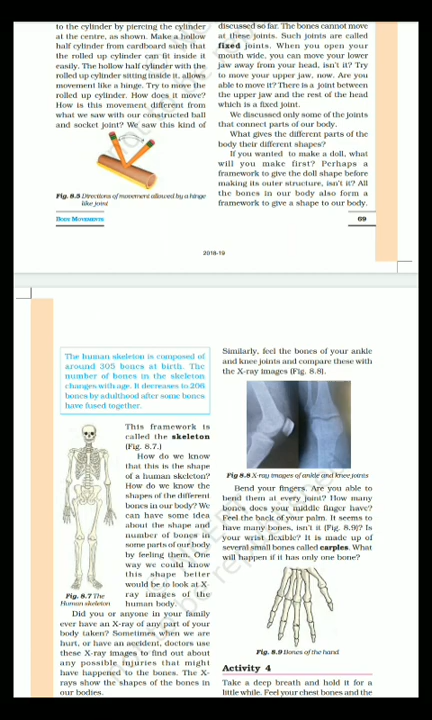 to the cylinder by piercing the cylinder
at the centre, as shown. Make a hollow
half cylinder from cardboard such that
the rolled up cylinder can fit inside it
easily. The hollow half cylinder with the
rolled up cylinder sitting inside it, allows
movement like a hinge. Try to move the
rolled up cylinder. How does it move?
How is this movement different from
what we saw with our constructed ball
and socket joint? We saw this kind of
Fig. 8.5 Directions of movement allowed by a hinge
like joint
BODY MOVEMENTS
discussed so far. The bones cannot move
at these joints. Such joints are called
fixed joints. When you open your
mouth wide, you can move your lower
jaw away from your head, isn't it? Try
to move your upper jaw, now. Are you
able to move it? There is a joint between
the upper jaw and the rest of the head
which is a fixed joint.
We discussed only some of the joints
that connect parts of our body.
What gives the different parts of the
body their different shapes?
If you wanted to make a doll, what
will you make first? Perhaps a
framework to give the doll shape before
making its outer structure, isn't it? All
the bones in our body also form a
framework to give a shape to our body.
69
2018-19
The human skeleton is composed of
around 305 bones at birth. The
number of bones in the skeleton
changes with age. It decreases to 206
bones by adulthood after some bones
have fused together.
This framework is
called the skeleton
(Fig. 8.7.)
How do we know
that this is the shape
of a human skeleton?
How do we know the
shapes of the different
bones in our body? We
can have some idea
about the shape and
number of bones in
some parts of our body
by feeling them. One
way we could know
this shape better
would be to look at X-
ray images of the
human body.
Fig. 8.7 The
Human skeleton
Did you or anyone in your family
ever have an X-ray of any part of your
body taken? Sometimes when we are
hurt, or have an accident, doctors use
these X-ray images to find out about
any possible injuries that might
have happened to the bones. The X-
rays show the shapes of the bones in
our bodies.
Similarly, feel the bones of your ankle
and knee joints and compare these with
the X-ray images (Fig. 8.8).
Fig 8.8 X-ray images of ankle and knee joints
Bend your fingers. Are you able to
bend them at every joint? How many
bones does your middle finger have?
Feel the back of your palm. It seems to
have many bones, isn't it (Fig. 8.9)? Is
your wrist flexible? It is made up of
several small bones called carples. What
will happen if it has only one bone?
Fig. 8.9 Bones of the hand
Activity 4
Take a deep breath and hold it for a
little while. Feel your chest bones and the